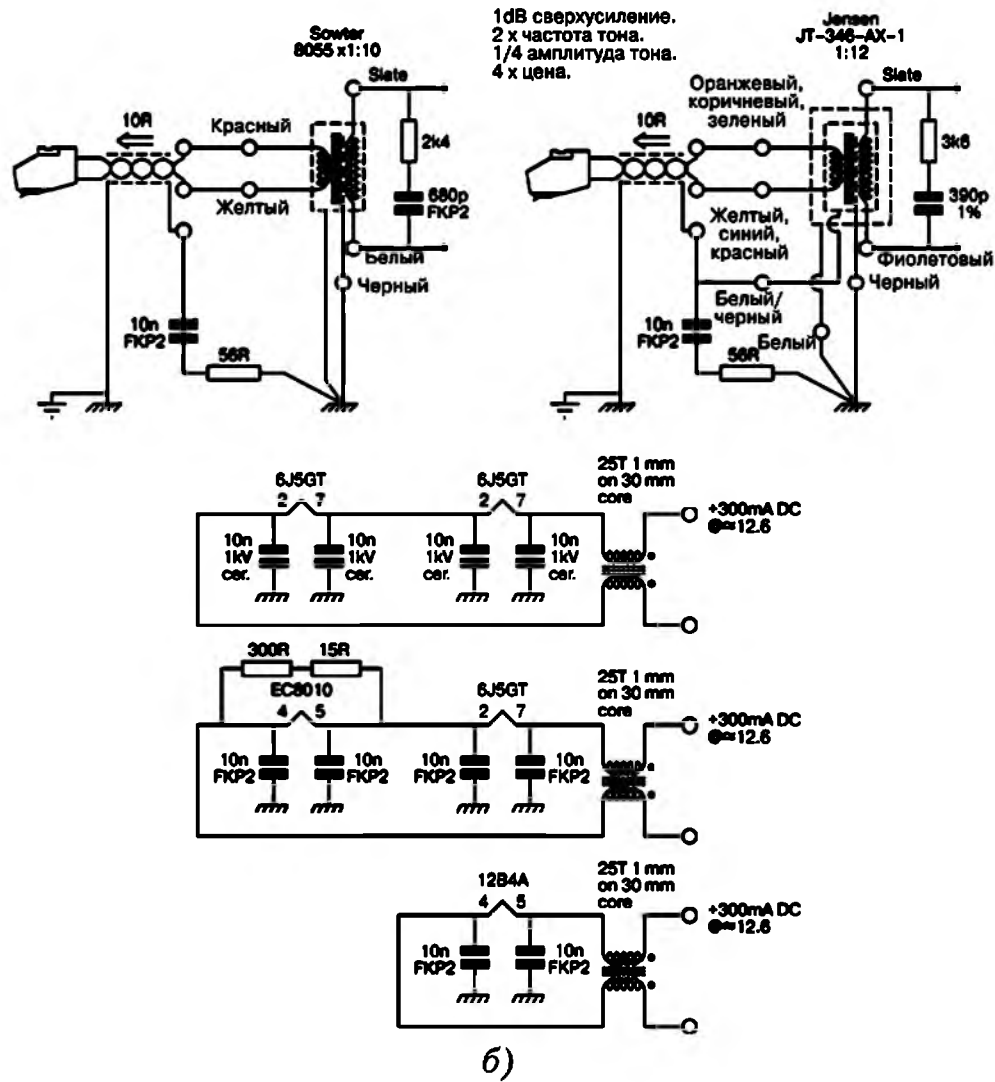 Sowter
8055 x1:10
1dB сверхусиление.
2 x частота тона.
1/4 амплитуда тона.
4 x цена.
Jensen
JT-346-AX-1
1:12
Slate
10R
Красный
2k4
Желтый
680p
FKP2
Белый
Черный
10n
FKP2
56R
Slate
Оранжевый,
коричневый,
зеленый
10R
3k6
Желтый,
синий,
красный
390p
1%
Фиолетовый
Черный
Белый/
черный
10n
FKP2
Белый
56R
6J5GT
2 7
6J5GT
2 7
25T 1 mm
on 30 mm
core
+300mA DC
@≈12.6
10n
1kV
cer.
10n
1kV
cer.
10n
1kV
cer.
10n
1kV
cer.
300R 15R
EC8010
4 5
6J5GT
2 7
25T 1 mm
on 30 mm
core
+300mA DC
@≈12.6
10n
FKP2
10n
FKP2
10n
FKP2
10n
FKP2
12B4A
4 5
25T 1 mm
on 30 mm
core
+300mA DC
@≈12.6
10n
FKP2
10n
FKP2
б)